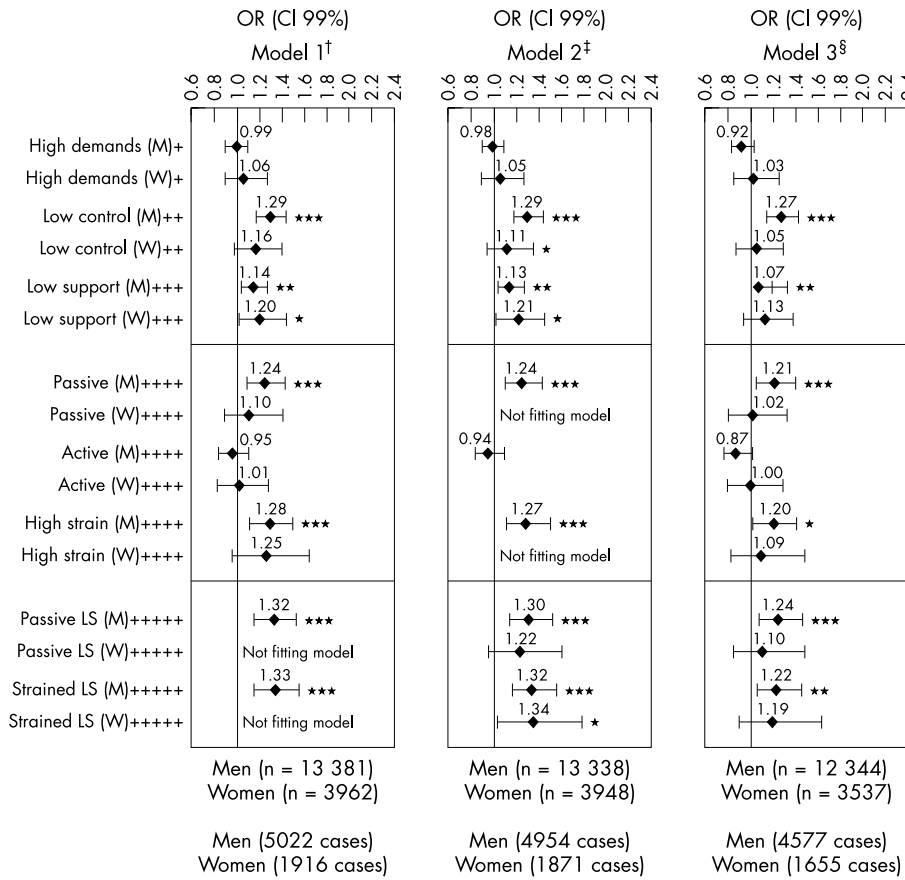 OR (CI 99%) OR (CI 99%) OR (CI 99%)
Model 1† Model 2‡ Model 3§
0.6 0.8 1.0 1.2 1.4 1.6 1.8 2.0 2.2 2.4 0.6 0.8 1.0 1.2 1.4 1.6 1.8 2.0 2.2 2.4 0.6 0.8 1.0 1.2 1.4 1.6 1.8 2.0 2.2 2.4
High demands (M)+ 0.99 0.98 0.92
High demands (W)+ 1.06 1.05 1.03
Low control (M)++ 1.29 *** 1.29 *** 1.27 ***
Low control (W)++ 1.16 1.11 * 1.05
Low support (M)+++ 1.14 ** 1.13 ** 1.07 **
Low support (W)+++ 1.20 * 1.21 * 1.13
Passive (M)++++ 1.24 *** 1.24 *** 1.21 ***
Passive (W)++++ 1.10 Not fitting model 1.02
Active (M)++++ 0.95 0.94 0.87
Active (W)++++ 1.01 1.00
High strain (M)++++ 1.28 *** 1.27 *** 1.20 *
High strain (W)++++ 1.25 Not fitting model 1.09
Passive LS (M)+++++ 1.32 *** 1.30 *** 1.24 ***
Passive LS (W)+++++ Not fitting model 1.22 1.10
Strained LS (M)+++++ 1.33 *** 1.32 *** 1.22 **
Strained LS (W)+++++ Not fitting model 1.34 * 1.19
Men (n = 13 381) Men (n = 13 338) Men (n = 12 344)
Women (n = 3962) Women (n = 3948) Women (n = 3537)
Men (5022 cases) Men (4954 cases) Men (4577 cases)
Women (1916 cases) Women (1871 cases) Women (1655 cases)